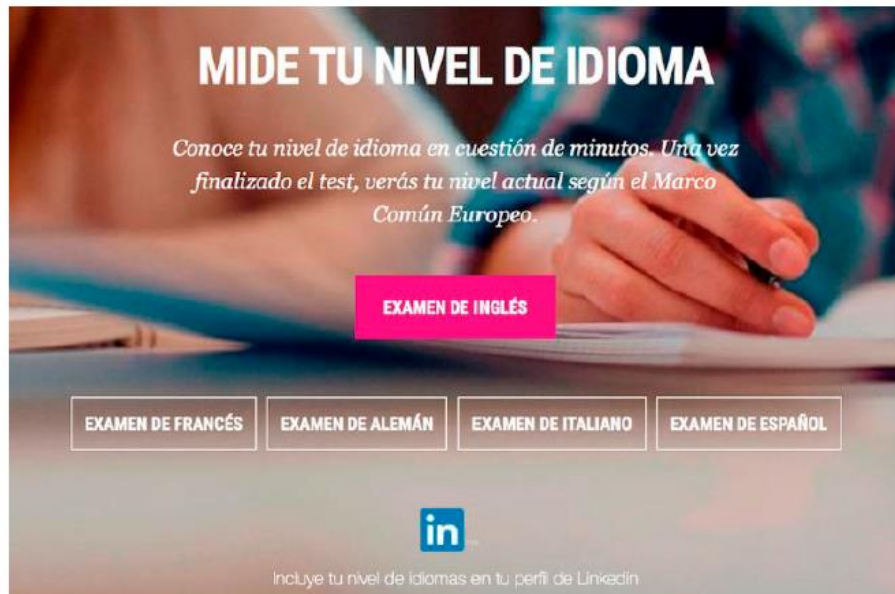 MIDE TU NIVEL DE IDIOMA
Conoce tu nivel de idioma en cuestión de minutos. Una vez
finalizado el test, verás tu nivel actual según el Marco
Común Europeo.
EXAMEN DE INGLÉS
EXAMEN DE FRANCÉS EXAMEN DE ALEMÁN EXAMEN DE ITALIANO EXAMEN DE ESPAÑOL
in
Incluye tu nivel de idiomas en tu perfil de Linkedin